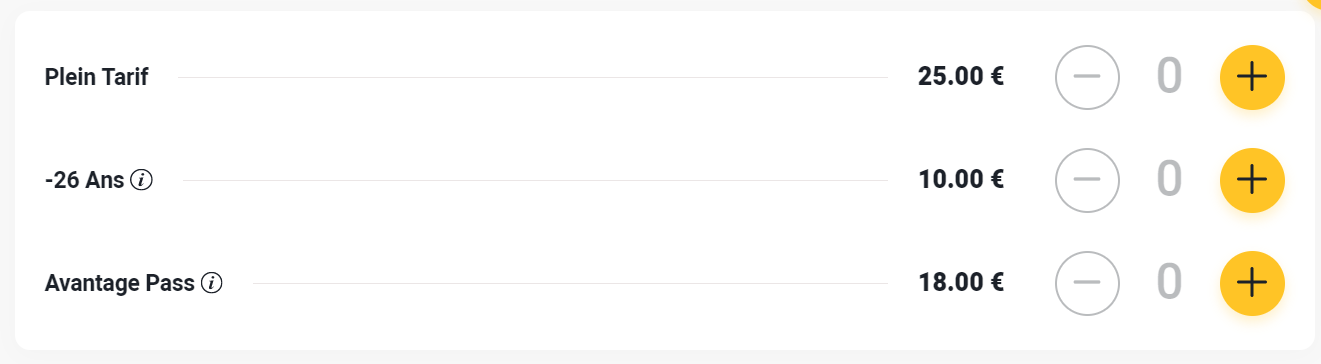 Plein Tarif 25.00 € 0
-26 Ans 10.00 € 0
Avantage Pass 18.00 € 0